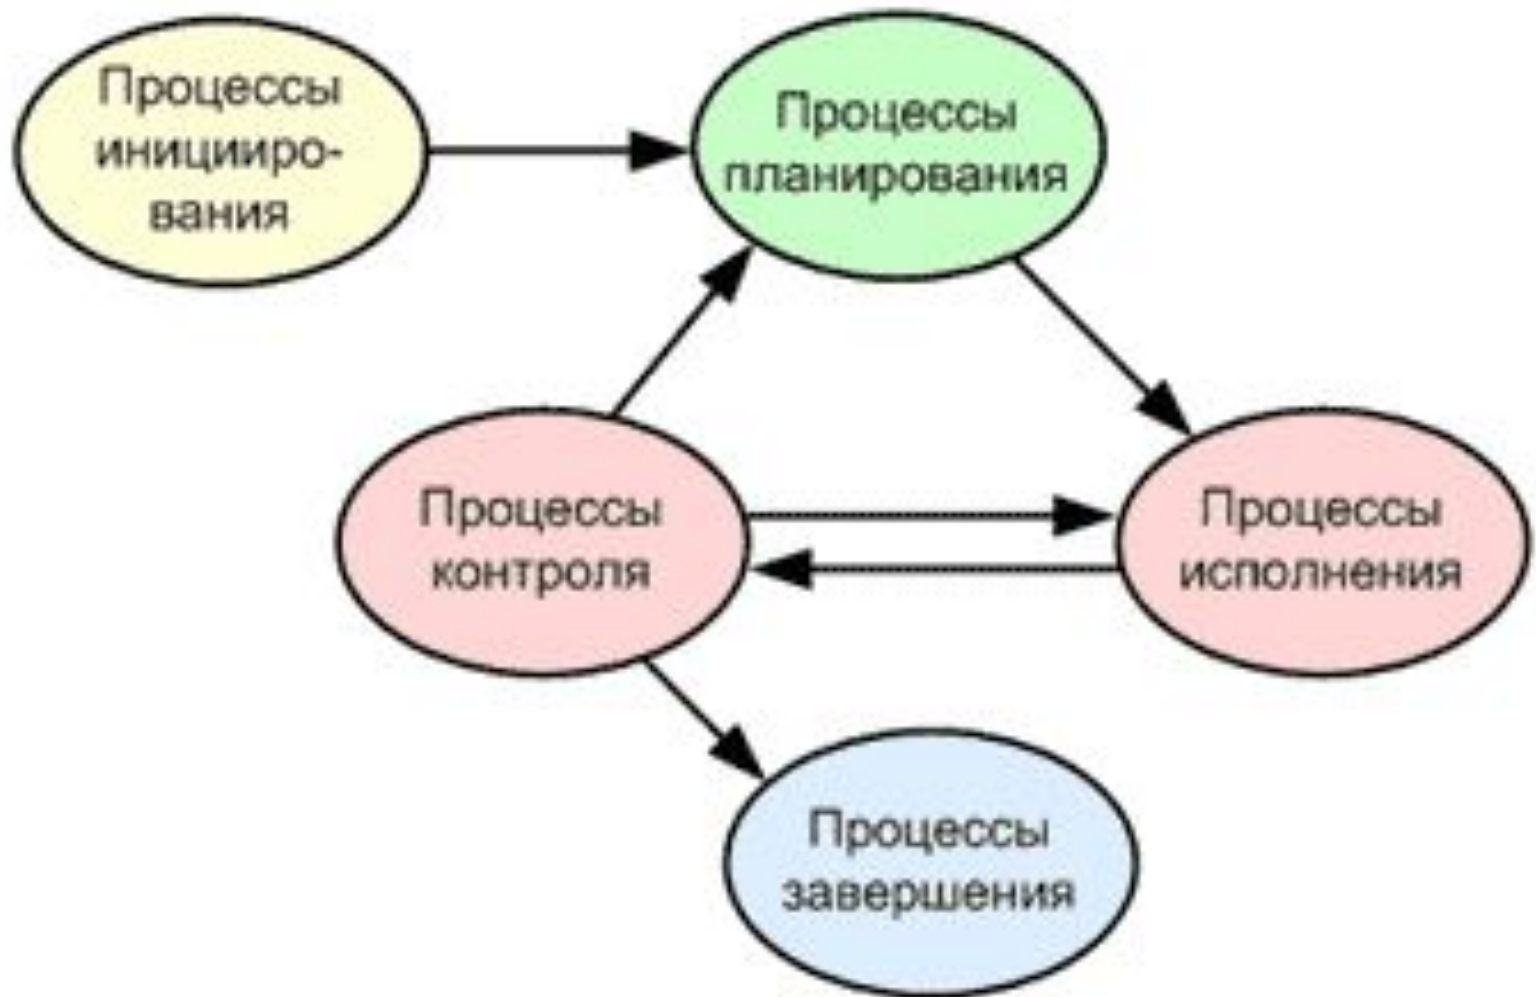 Процессы
иницииро-
вания
Процессы
планирования
Процессы
контроля
Процессы
исполнения
Процессы
завершения